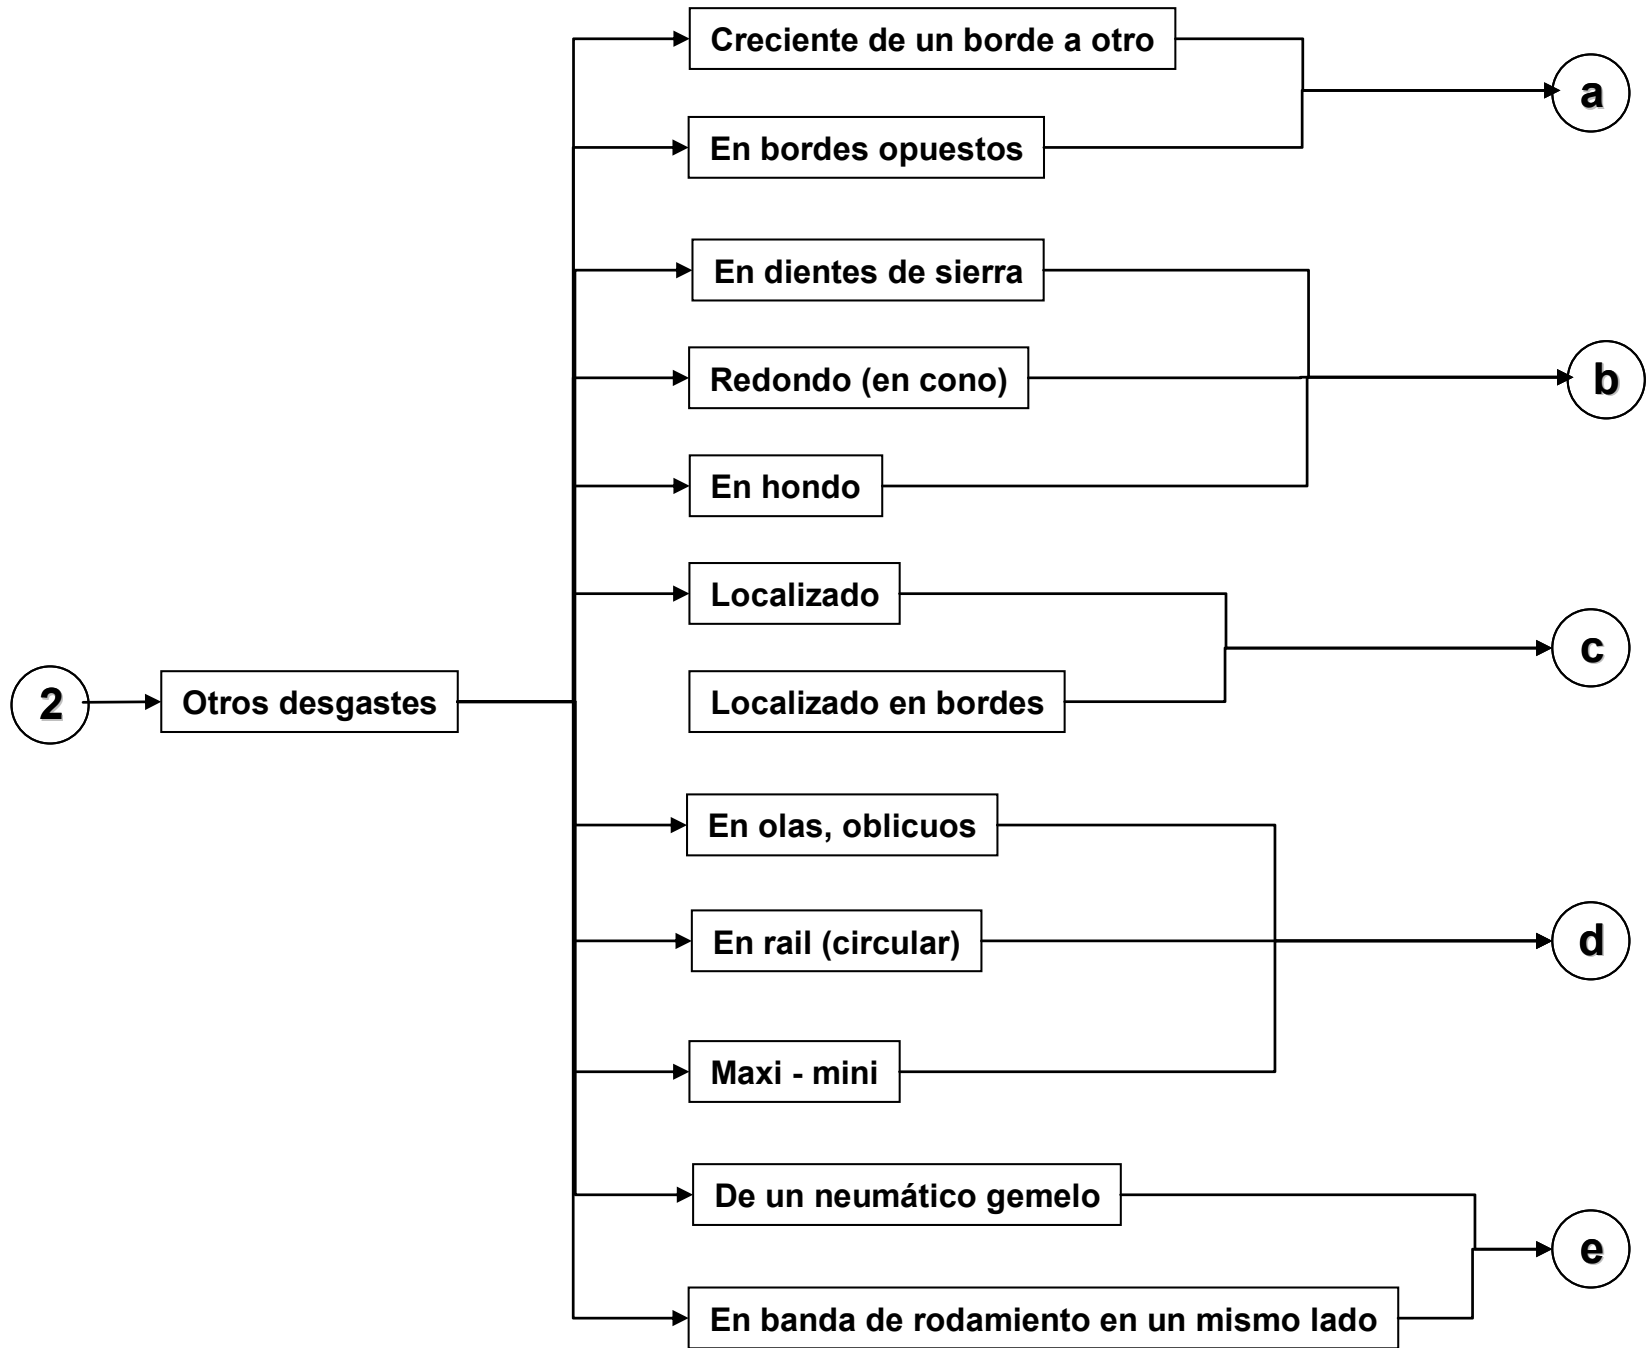 Creciente de un borde a otro
a
En bordes opuestos
En dientes de sierra
Redondo (en cono)
b
En hondo
Localizado
c
2
Otros desgastes
Localizado en bordes
En olas, oblicuos
En rail (circular)
d
Maxi - mini
De un neumático gemelo
e
En banda de rodamiento en un mismo lado